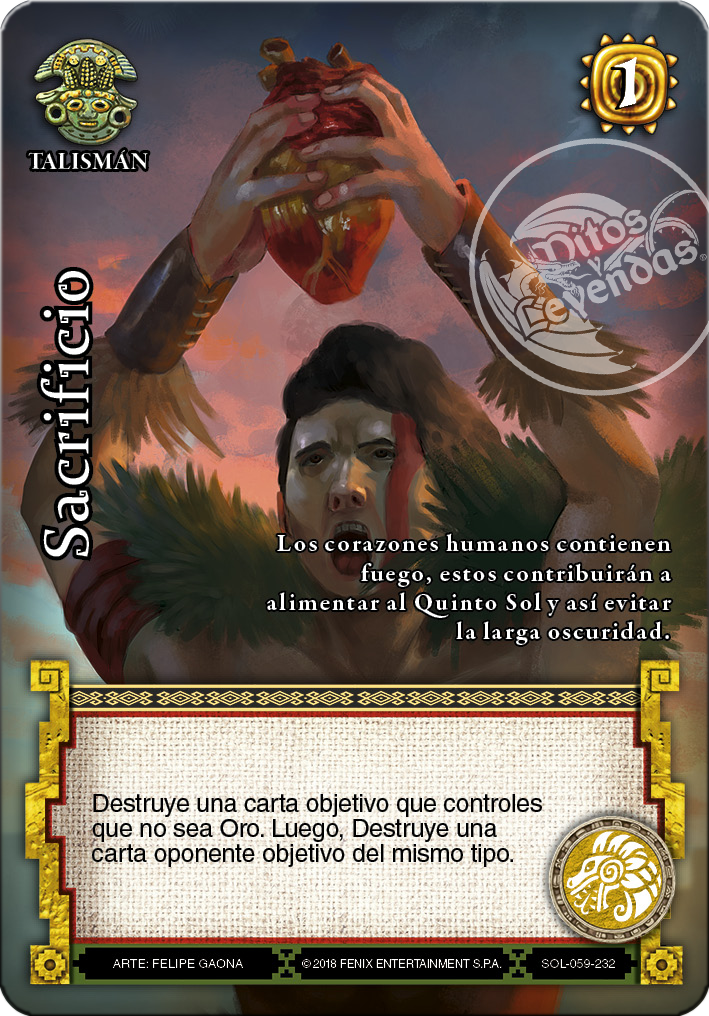 1
TALISMÁN
Mitos
y
Leyendas
Sacrificio
Los corazones humanos contienen
fuego, estos contribuirán a
alimentar al Quinto Sol y así evitar
la larga oscuridad.
Destruye una carta objetivo que controles
que no sea Oro. Luego, Destruye una
carta oponente objetivo del mismo tipo.
ARTE: FELIPE GAONA
©2018 FENIX ENTERTAINMENT S.P.A.
SOL-059-232